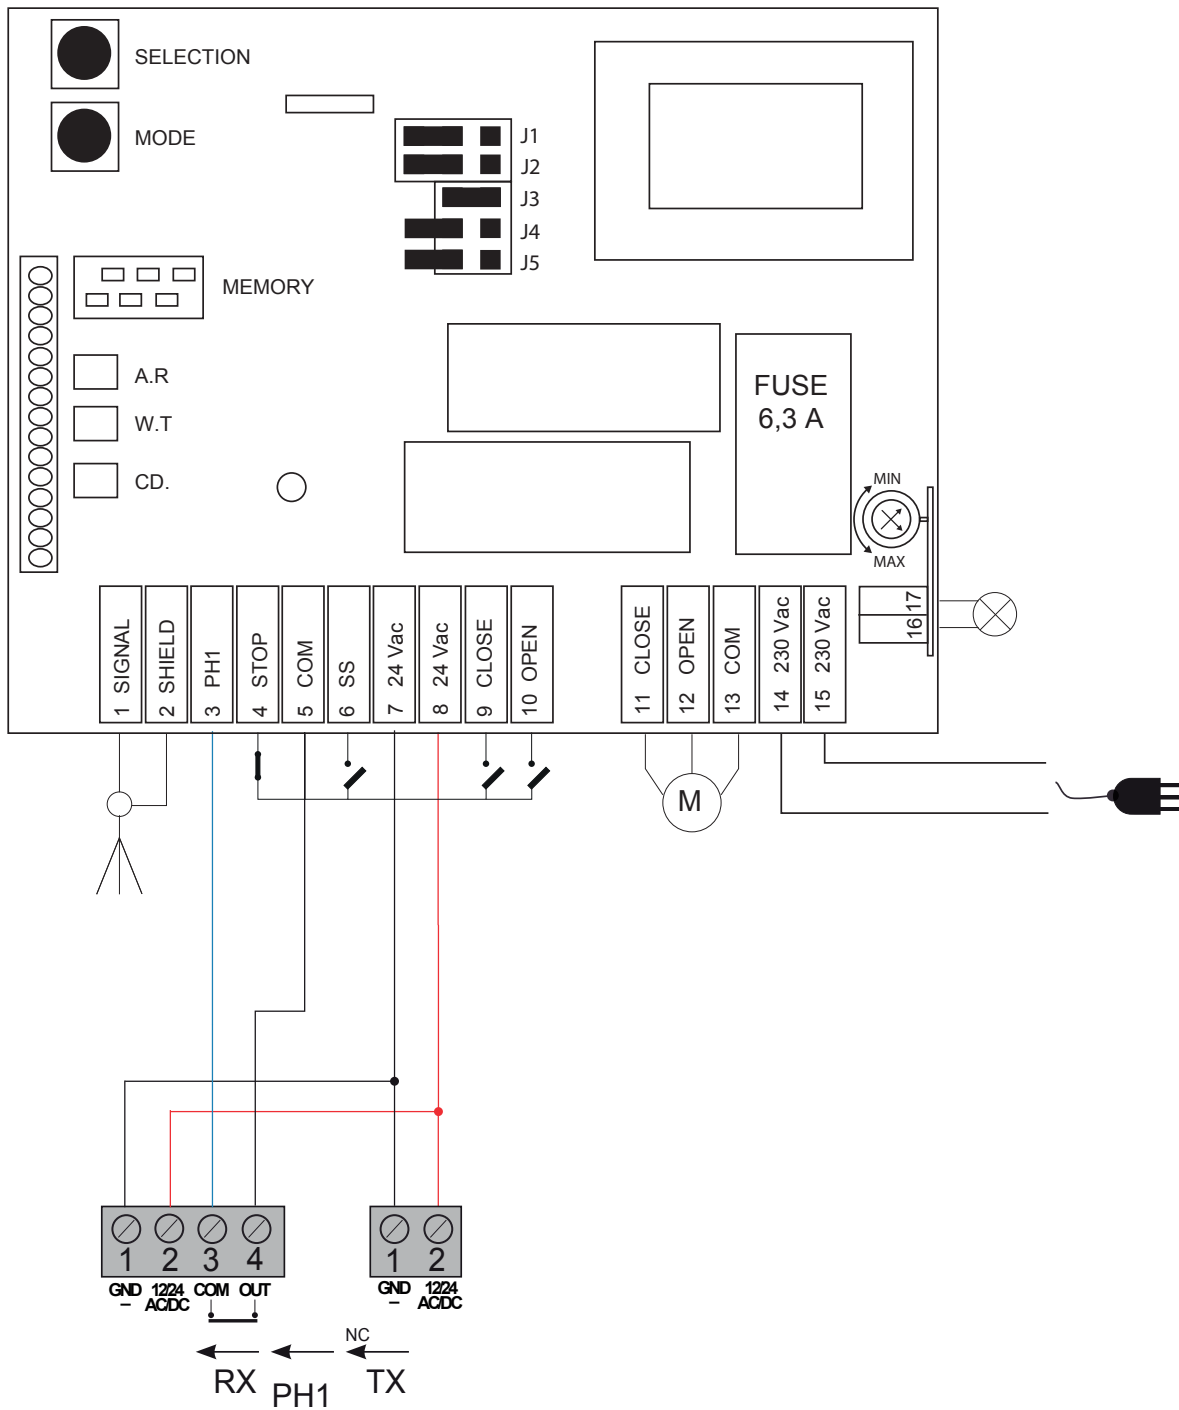 SELECTION
MODE
J1
J2
J3
J4
J5
MEMORY
A.R
W.T
CD.
FUSE
6,3 A
MIN
MAX
1 SIGNAL
2 SHIELD
3 PH1
4 STOP
5 COM
6 SS
7 24 Vac
8 24 Vac
9 CLOSE
10 OPEN
11 CLOSE
12 OPEN
13 COM
14 230 Vac
15 230 Vac
17
16
M
1 2 3 4
GND 12/24 COM OUT
– AC/DC
1 2
GND 12/24
– AC/DC
NC
RX PH1 TX